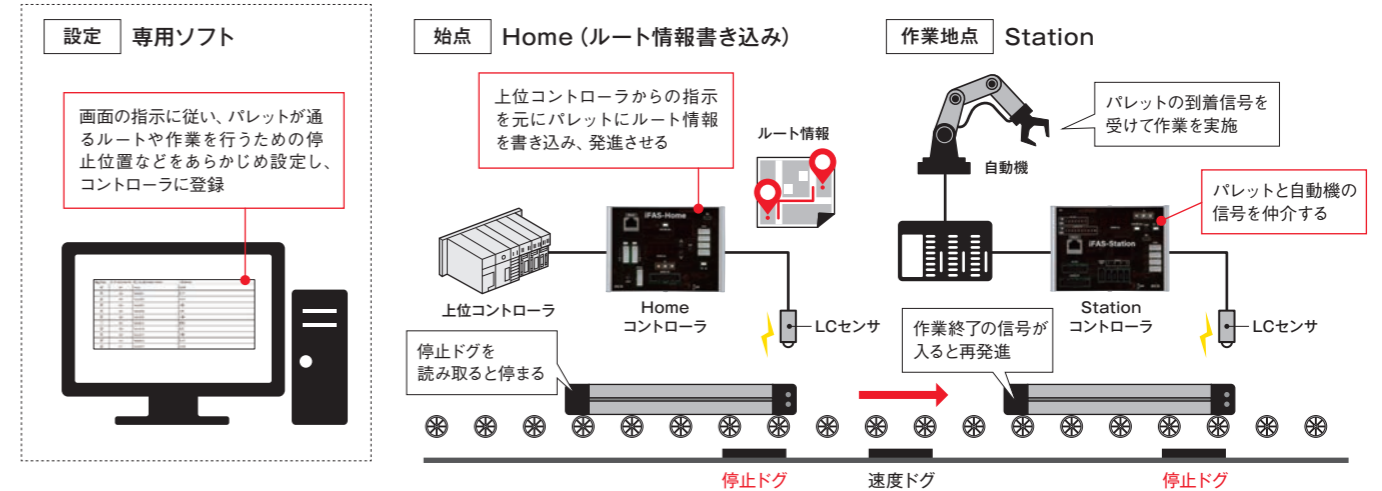 設定 専用ソフト
画面の指示に従い、パレットが通
るルートや作業を行うための停
止位置などをあらかじめ設定し、
コントローラに登録
始点 Home（ルート情報書き込み）
上位コントローラからの指示
を元にパレットにルート情報
を書き込み、発進させる
ルート情報
iFAS-Home
上位コントローラ
Home
コントローラ
LCセンサ
停止ドグを
読み取ると停まる
作業地点 Station
パレットの到着信号を
受けて作業を実施
自動機
パレットと自動機の
信号を仲介する
iFAS-Station
Station
コントローラ
LCセンサ
作業終了の信号が
入ると再発進
停止ドグ
速度ドグ
停止ドグ